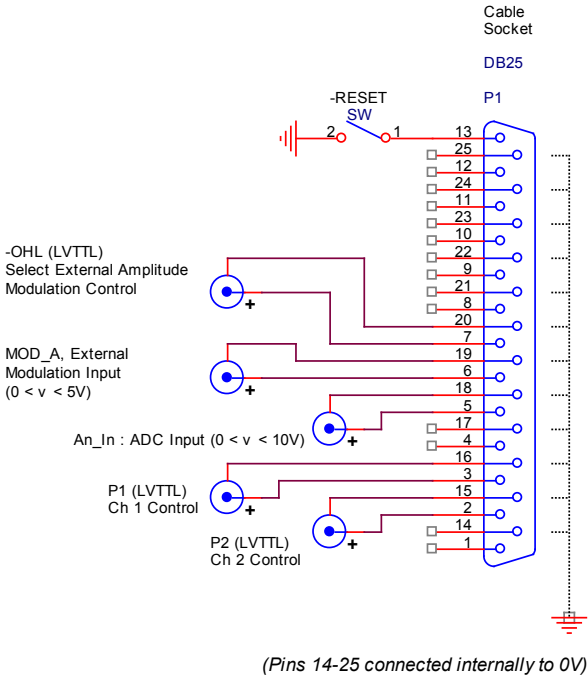 Cable
Socket
DB25
P1
-RESET
SW
2
1
13
25
12
24
11
23
10
22
9
21
8
20
7
19
6
18
5
17
4
16
3
15
2
14
1
-OHL (LVTTL)
Select External Amplitude
Modulation Control
+
MOD_A, External
Modulation Input
(0 < v < 5V)
+
An_In : ADC Input (0 < v < 10V)
+
P1 (LVTTL)
Ch 1 Control
+
P2 (LVTTL)
Ch 2 Control
+
(Pins 14-25 connected internally to 0V)